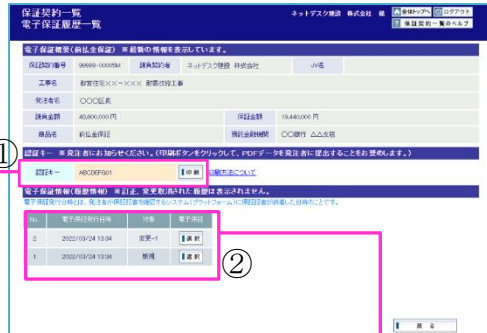 保証契約一覧
電子保証履歴一覧
ネットデスク建設 株式会社 様
全体トップへ
ログアウト
保証契約一覧のヘルプ
電子保証概要(前払金保証) ※最新の情報を表示しています。
保証契約番号 99999-00005M 請負契約者 ネットデスク建設 株式会社 JV名
工事名 都営住宅××-××× 耐震改修工事
発注者名 〇〇〇区長
請負金額 48,600,000 円 保証金額 19,440,000 円
商品名 前払金保証 預託金融機関 〇〇銀行 △△支店
①
認証キー ※発注者にお知らせください。(印刷ボタンをクリックして、PDFデータを発注者に提出することをお奨めします。)
認証キー ABCDEFG01 印刷 印刷方法について
電子保証情報(履歴情報) ※訂正、変更取消された履歴は表示されません。
電子保証発行日時とは、発注者が保証証書を確認するシステム(プラットフォーム)に保証証書が到着した日時のことです。
No. 電子保証発行日時 対象 電子保証
2 2022/03/24 13:34 変更-1 選択
1 2022/03/24 13:34 新規 選択
②
戻る